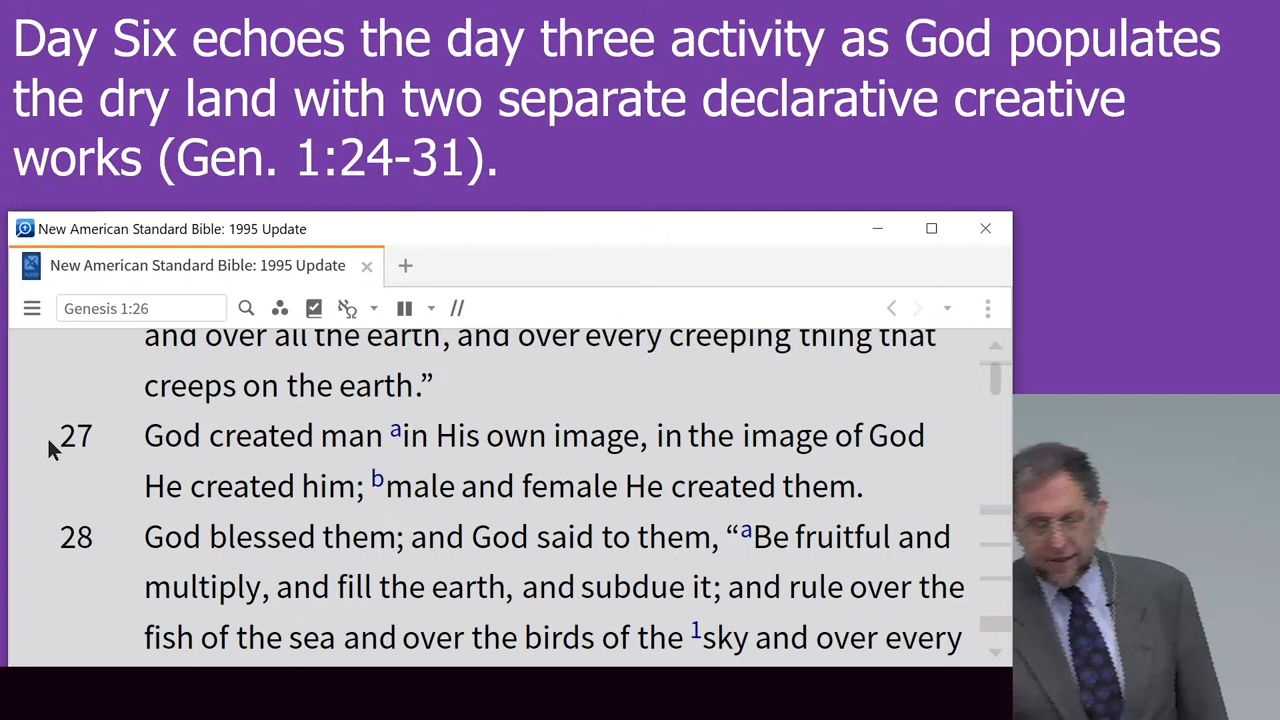 Day Six echoes the day three activity as God populates
the dry land with two separate declarative creative
works (Gen. 1:24-31).
New American Standard Bible: 1995 Update
New American Standard Bible: 1995 Update
Genesis 1:26
and over all the earth, and over every creeping thing that
creeps on the earth.”
27 God created man ain His own image, in the image of God
He created him; bmale and female He created them.
28 God blessed them; and God said to them, “aBe fruitful and
multiply, and fill the earth, and subdue it; and rule over the
fish of the sea and over the birds of the 1sky and over every